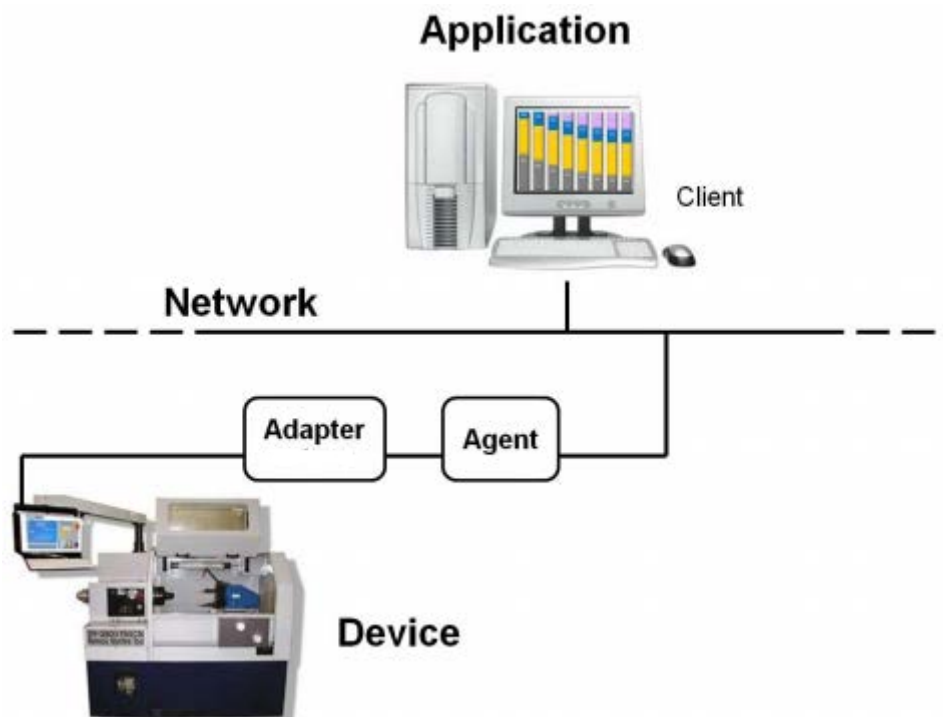 Application
Client
Network
Adapter
Agent
Device